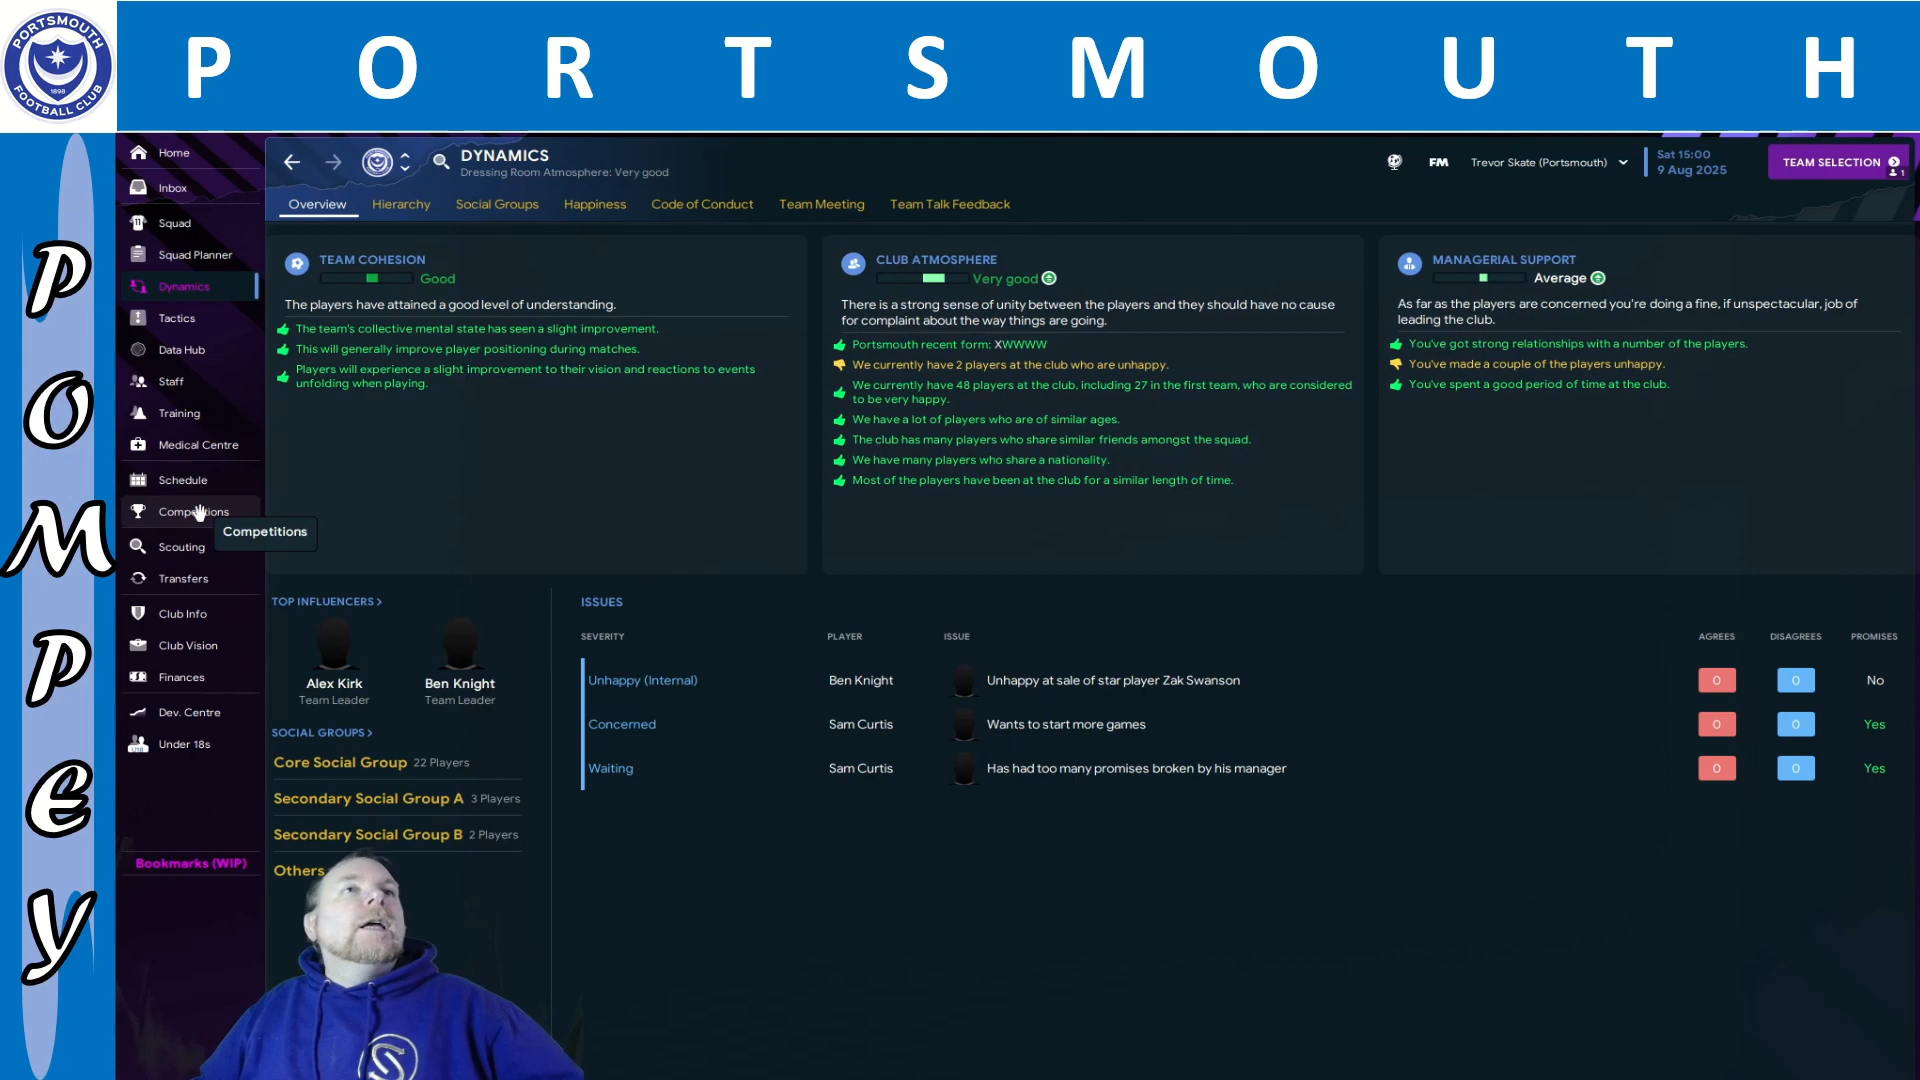 PORTSMOUTH
FOOTBALL CLUB
1898
P O R T S M O U T H
Pompey
Home
Inbox
Squad
Squad Planner
Dynamics
Tactics
Data Hub
Staff
Training
Medical Centre
Schedule
Competitions
Competitions
Scouting
Transfers
Club Info
Club Vision
Finances
Dev. Centre
Under 18s
Bookmarks (WIP)
DYNAMICS
Dressing Room Atmosphere: Very good
FM
Trevor Skate (Portsmouth)
Sat 15:00
9 Aug 2025
TEAM SELECTION
1
Overview Hierarchy Social Groups Happiness Code of Conduct Team Meeting Team Talk Feedback
TEAM COHESION
Good
The players have attained a good level of understanding.
The team's collective mental state has seen a slight improvement.
This will generally improve player positioning during matches.
Players will experience a slight improvement to their vision and reactions to events
unfolding when playing.
CLUB ATMOSPHERE
Very good
There is a strong sense of unity between the players and they should have no cause
for complaint about the way things are going.
Portsmouth recent form: XWWWW
We currently have 2 players at the club who are unhappy.
We currently have 48 players at the club, including 27 in the first team, who are considered
to be very happy.
We have a lot of players who are of similar ages.
The club has many players who share similar friends amongst the squad.
We have many players who share a nationality.
Most of the players have been at the club for a similar length of time.
MANAGERIAL SUPPORT
Average
As far as the players are concerned you're doing a fine, if unspectacular, job of
leading the club.
You've got strong relationships with a number of the players.
You've made a couple of the players unhappy.
You've spent a good period of time at the club.
TOP INFLUENCERS >
Alex Kirk
Team Leader
Ben Knight
Team Leader
SOCIAL GROUPS >
Core Social Group 22 Players
Secondary Social Group A 3 Players
Secondary Social Group B 2 Players
Others
ISSUES
SEVERITY PLAYER ISSUE AGREES DISAGREES PROMISES
Unhappy (Internal) Ben Knight Unhappy at sale of star player Zak Swanson 0 0 No
Concerned Sam Curtis Wants to start more games 0 0 Yes
Waiting Sam Curtis Has had too many promises broken by his manager 0 0 Yes